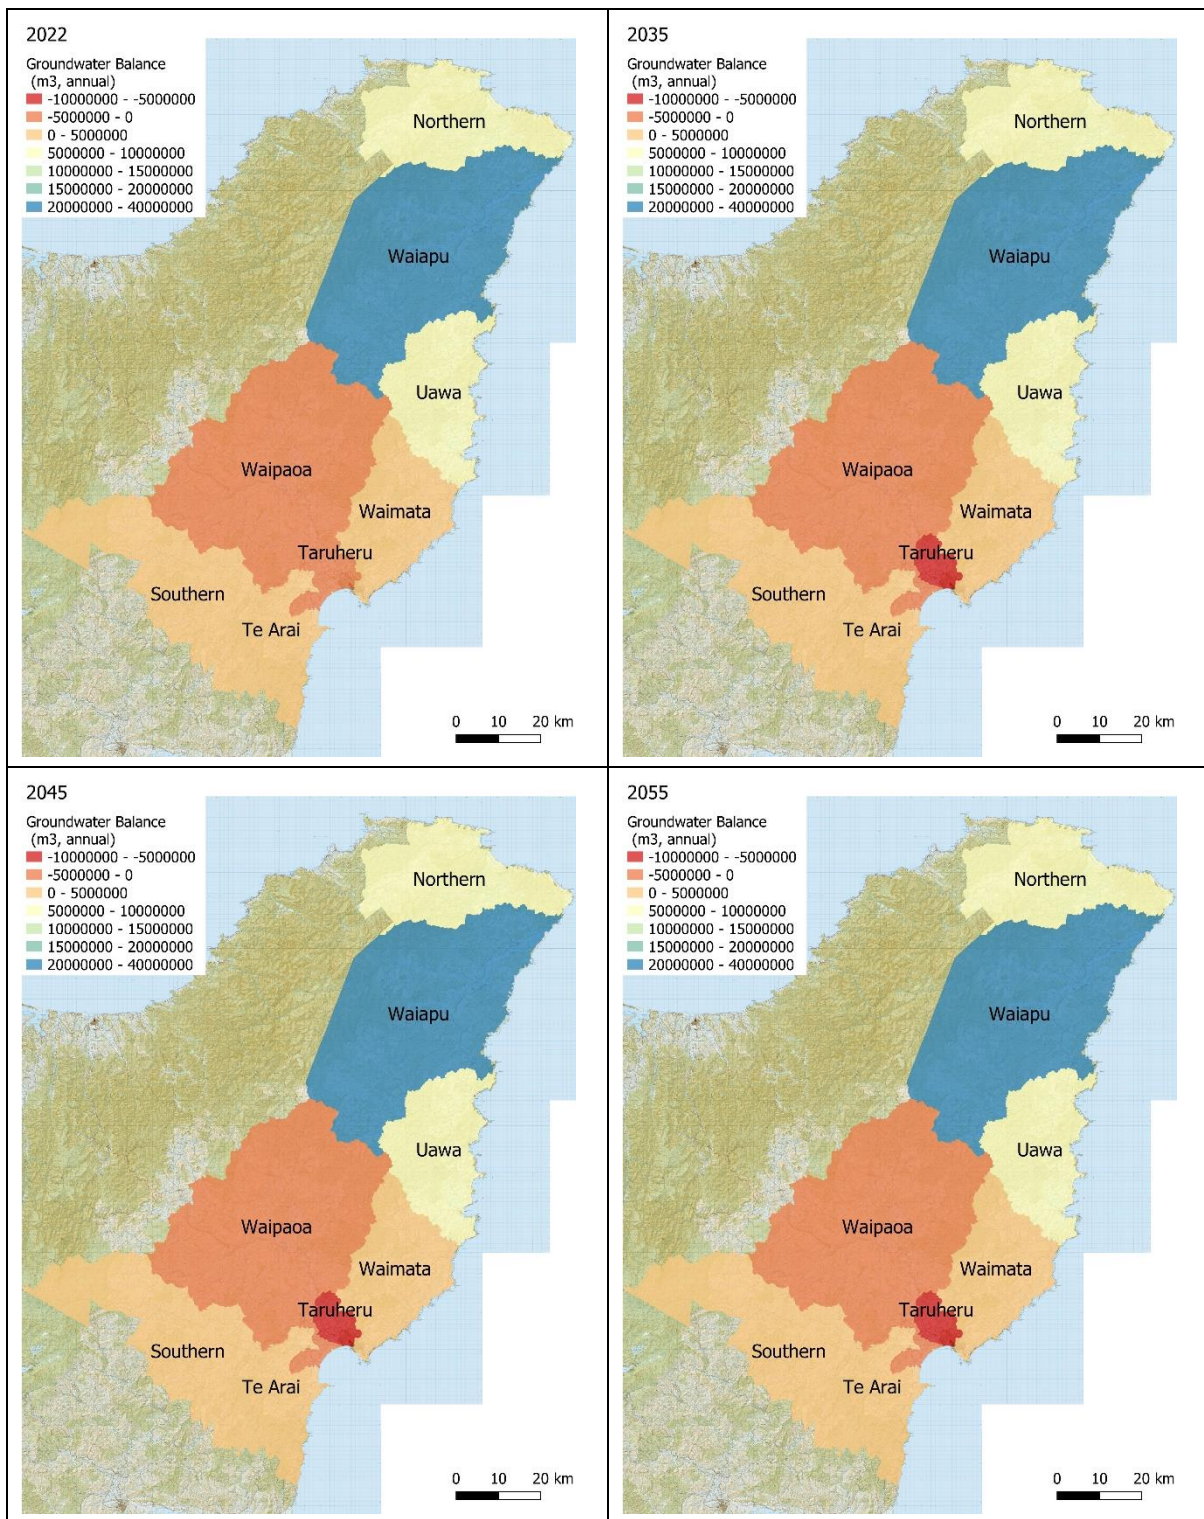 2022
Groundwater Balance
(m3, annual)
-10000000 - -5000000
-5000000 - 0
0 - 5000000
5000000 - 10000000
10000000 - 15000000
15000000 - 20000000
20000000 - 40000000
Northern
Waiapu
Uawa
Waipaoa
Waimata
Taruheru
Southern
Te Arai
0 10 20 km
2035
Groundwater Balance
(m3, annual)
-10000000 - -5000000
-5000000 - 0
0 - 5000000
5000000 - 10000000
10000000 - 15000000
15000000 - 20000000
20000000 - 40000000
Northern
Waiapu
Uawa
Waipaoa
Waimata
Taruheru
Southern
Te Arai
0 10 20 km
2045
Groundwater Balance
(m3, annual)
-10000000 - -5000000
-5000000 - 0
0 - 5000000
5000000 - 10000000
10000000 - 15000000
15000000 - 20000000
20000000 - 40000000
Northern
Waiapu
Uawa
Waipaoa
Waimata
Taruheru
Southern
Te Arai
0 10 20 km
2055
Groundwater Balance
(m3, annual)
-10000000 - -5000000
-5000000 - 0
0 - 5000000
5000000 - 10000000
10000000 - 15000000
15000000 - 20000000
20000000 - 40000000
Northern
Waiapu
Uawa
Waipaoa
Waimata
Taruheru
Southern
Te Arai
0 10 20 km